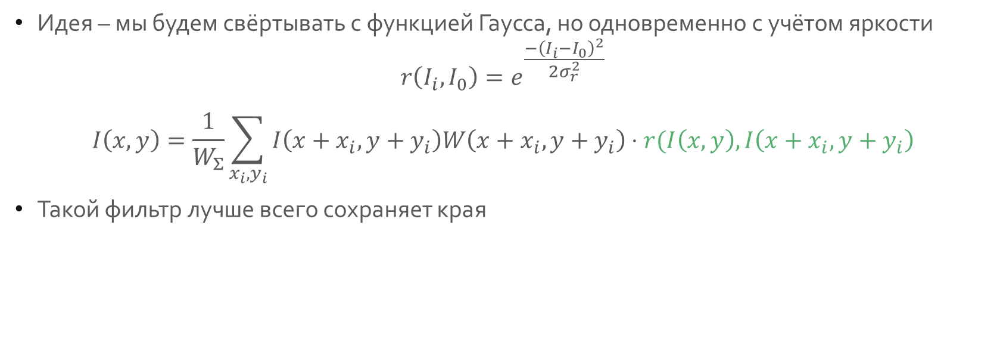 • Идея – мы будем свёртывать с функцией Гаусса, но одновременно с учётом яркости
$r(I_i, I_0) = e^{\frac{-(I_i - I_0)^2}{2\sigma_r^2}}$
$I(x, y) = \frac{1}{W_\Sigma} \sum_{x_i, y_i} I(x + x_i, y + y_i) W(x + x_i, y + y_i) \cdot r(I(x, y), I(x + x_i, y + y_i)$
• Такой фильтр лучше всего сохраняет края